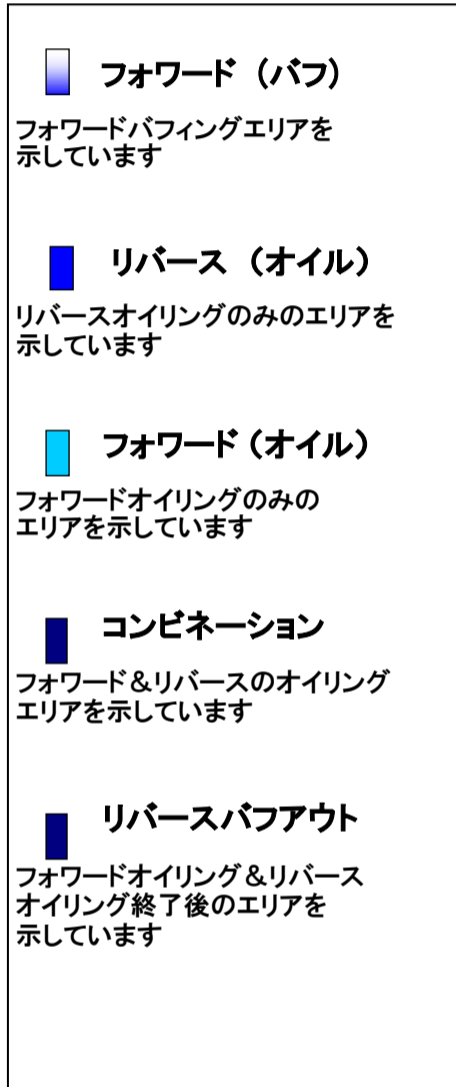 フォワード（バフ）
フォワードバフィングエリアを
示しています
リバース（オイル）
リバースオイリングのみのエリアを
示しています
フォワード（オイル）
フォワードオイリングのみの
エリアを示しています
コンビネーション
フォワード＆リバースのオイリング
エリアを示しています
リバースバフアウト
フォワードオイリング＆リバース
オイリング終了後のエリアを
示しています